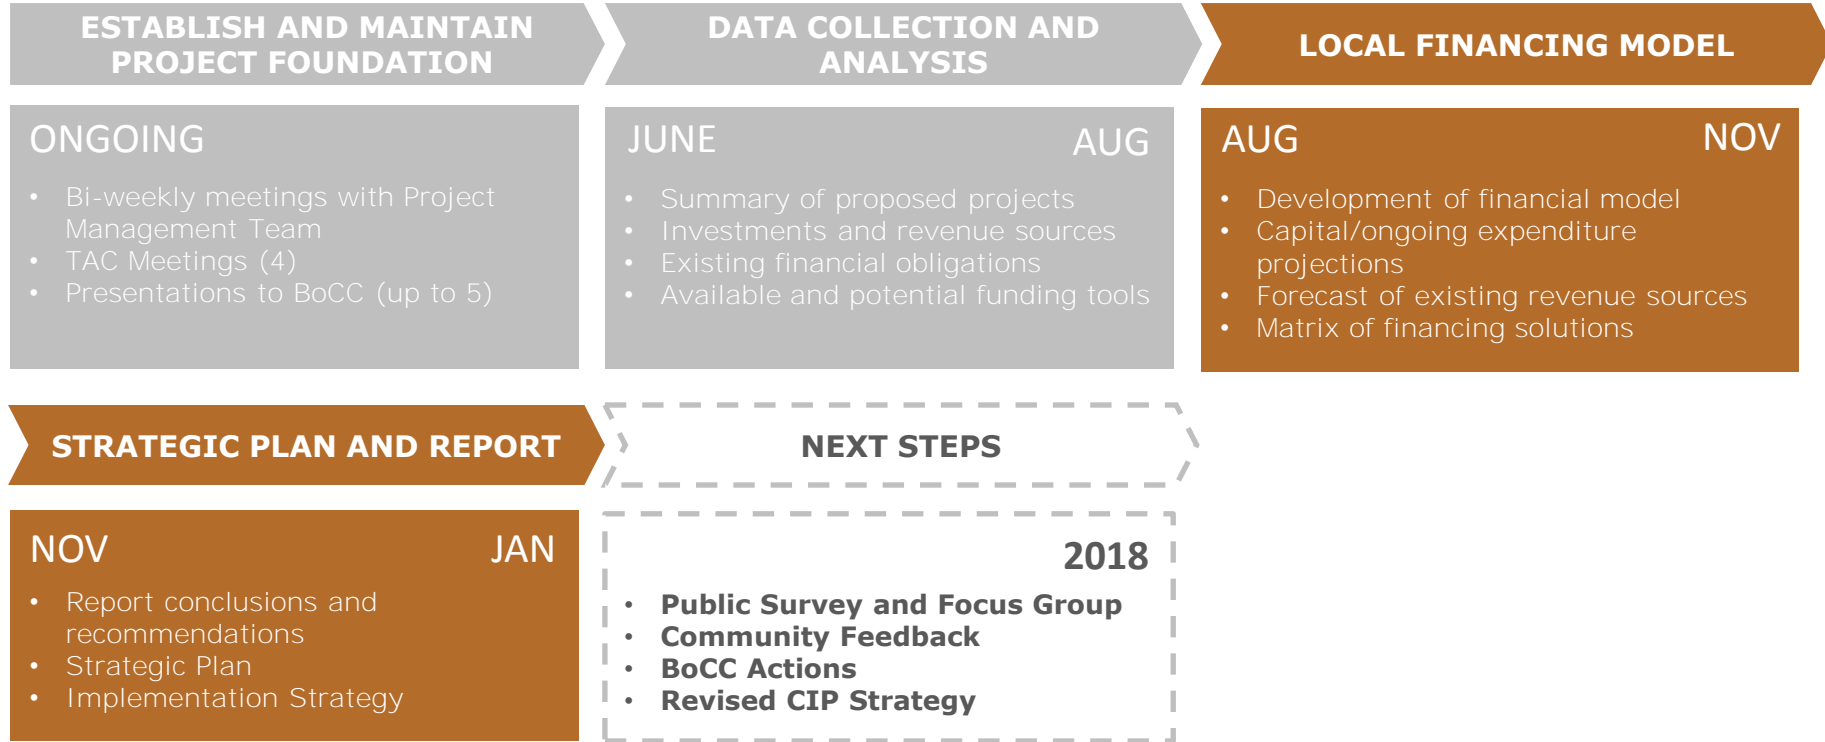 ESTABLISH AND MAINTAIN
PROJECT FOUNDATION
ONGOING
• Bi-weekly meetings with Project
Management Team
• TAC Meetings (4)
• Presentations to BoCC (up to 5)
DATA COLLECTION AND
ANALYSIS
JUNE AUG
• Summary of proposed projects
• Investments and revenue sources
• Existing financial obligations
• Available and potential funding tools
LOCAL FINANCING MODEL
AUG NOV
• Development of financial model
• Capital/ongoing expenditure
projections
• Forecast of existing revenue sources
• Matrix of financing solutions
STRATEGIC PLAN AND REPORT
NOV JAN
• Report conclusions and
recommendations
• Strategic Plan
• Implementation Strategy
NEXT STEPS
2018
• Public Survey and Focus Group
• Community Feedback
• BoCC Actions
• Revised CIP Strategy